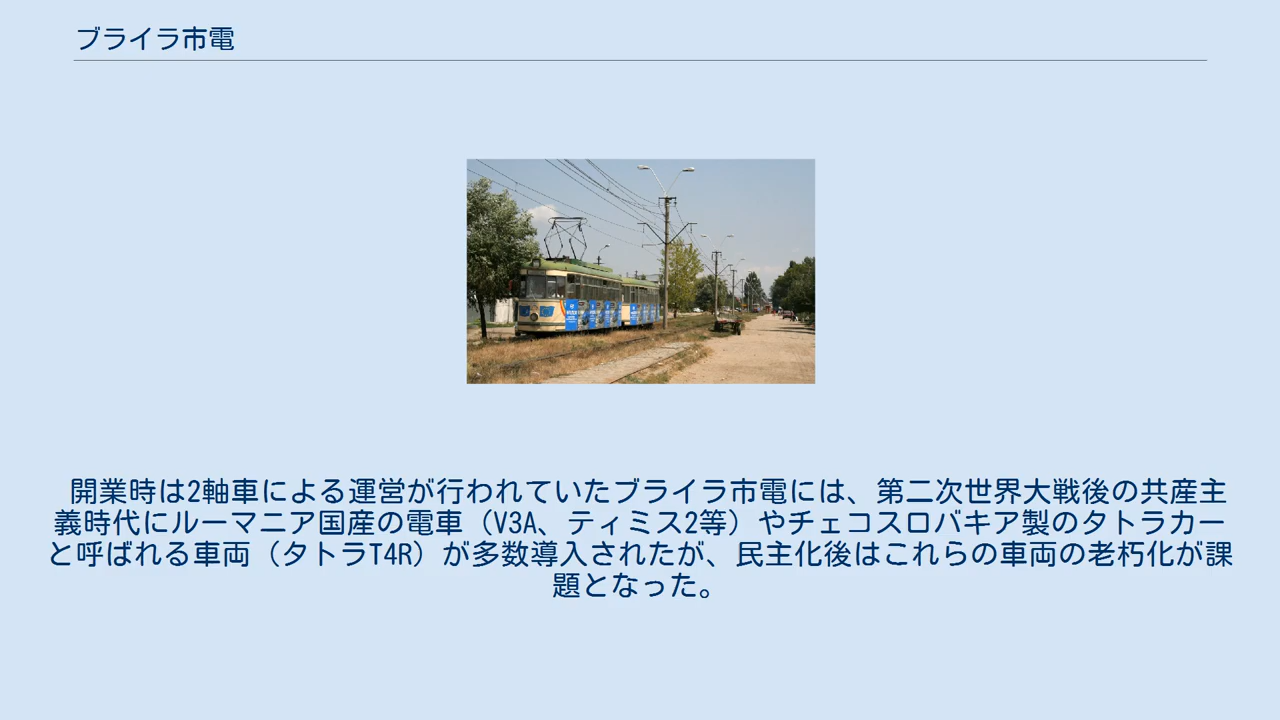 ブライラ市電
開業時は2軸車による運営が行われていたブライラ市電には、第二次世界大戦後の共産主
義時代にルーマニア国産の電車（V3A、ティミス2等）やチェコスロバキア製のタトラカー
と呼ばれる車両（タトラT4R）が多数導入されたが、民主化後はこれらの車両の老朽化が課
題となった。